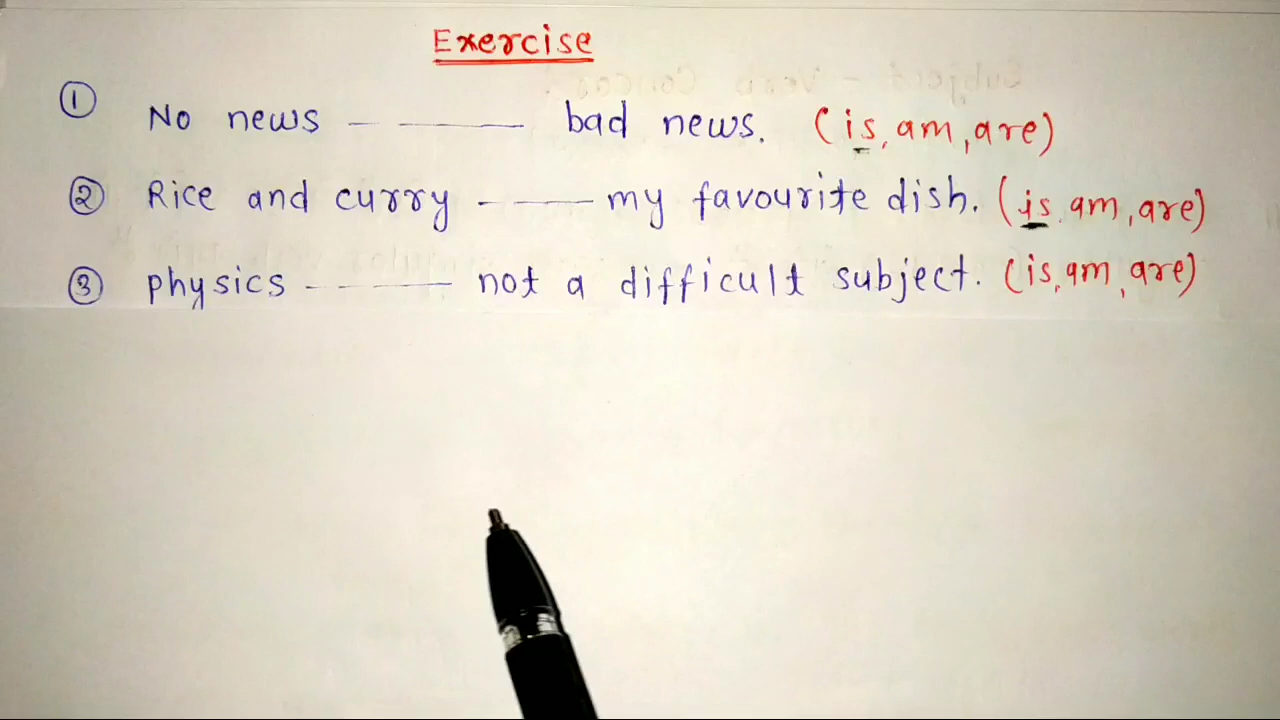 Exercise
① No news - ——— bad news. (is, am, are)
② Rice and curry - —— my favourite dish. (is, am, are)
③ physics - ——— not a difficult subject. (is, am, are)